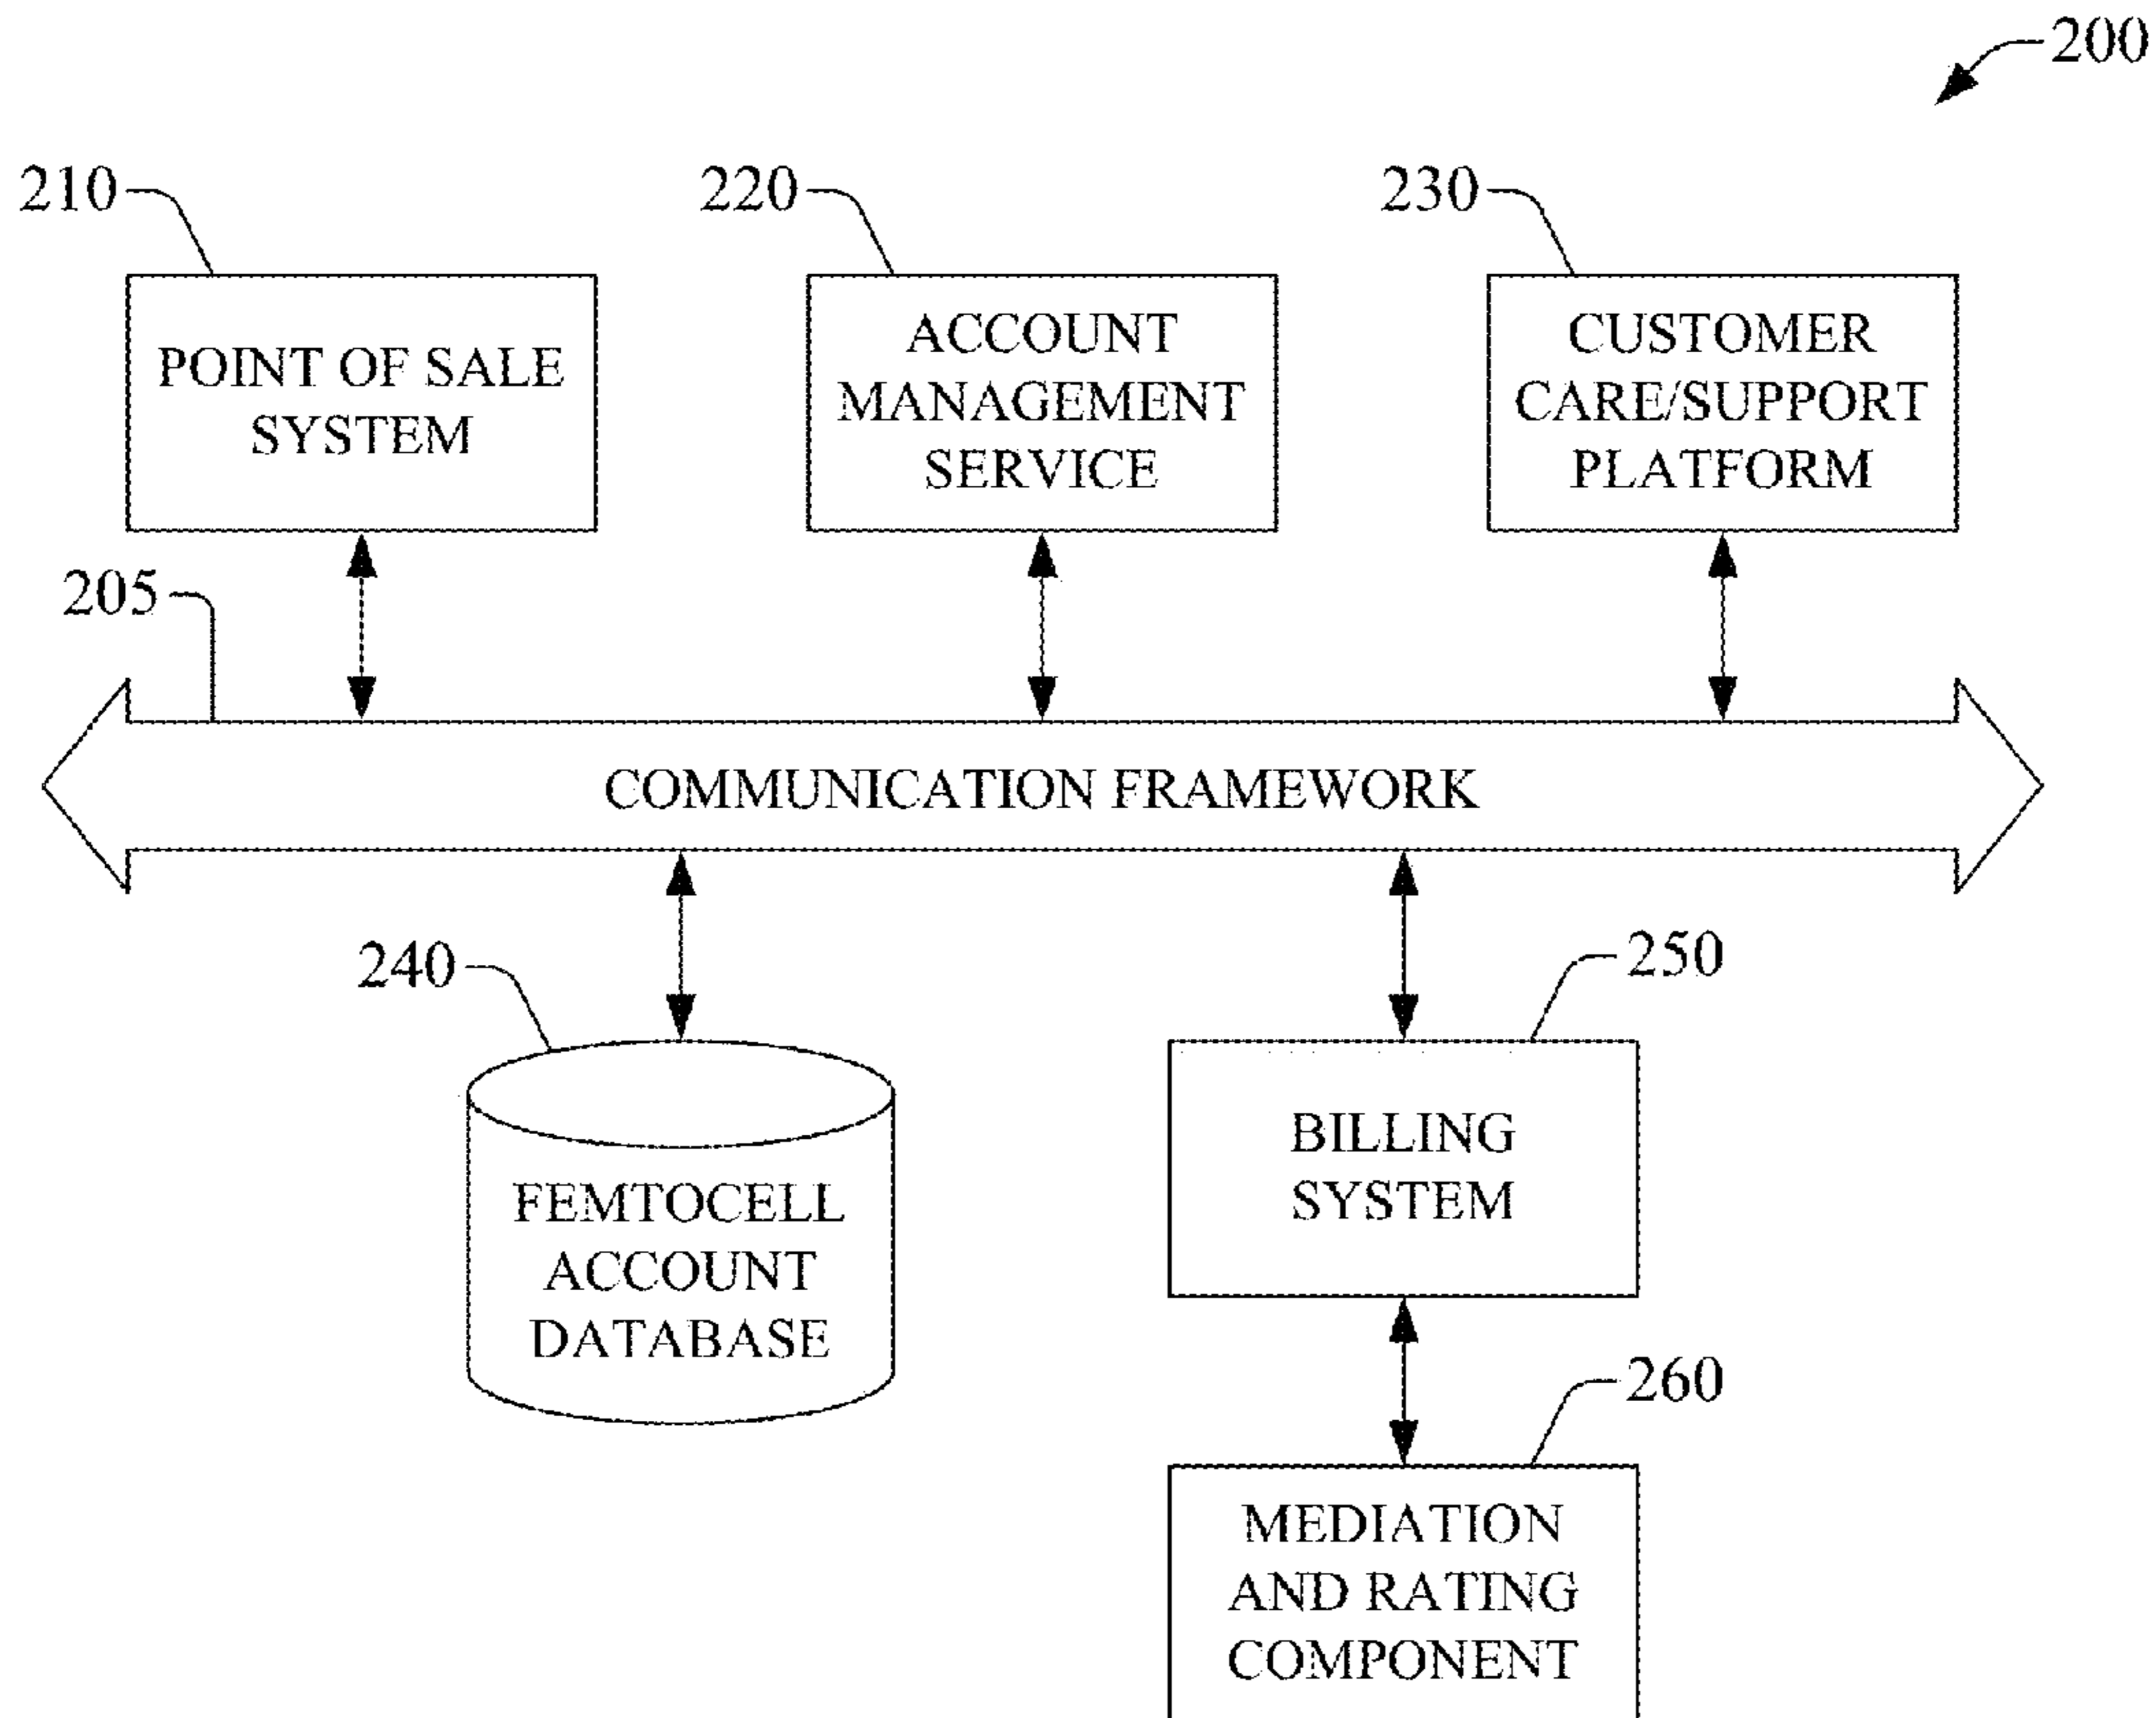 200
210
220
230
POINT OF SALE
SYSTEM
ACCOUNT
MANAGEMENT
SERVICE
CUSTOMER
CARE/SUPPORT
PLATFORM
205
COMMUNICATION FRAMEWORK
240
250
FEMTOCELL
ACCOUNT
DATABASE
BILLING
SYSTEM
260
MEDIATION
AND RATING
COMPONENT